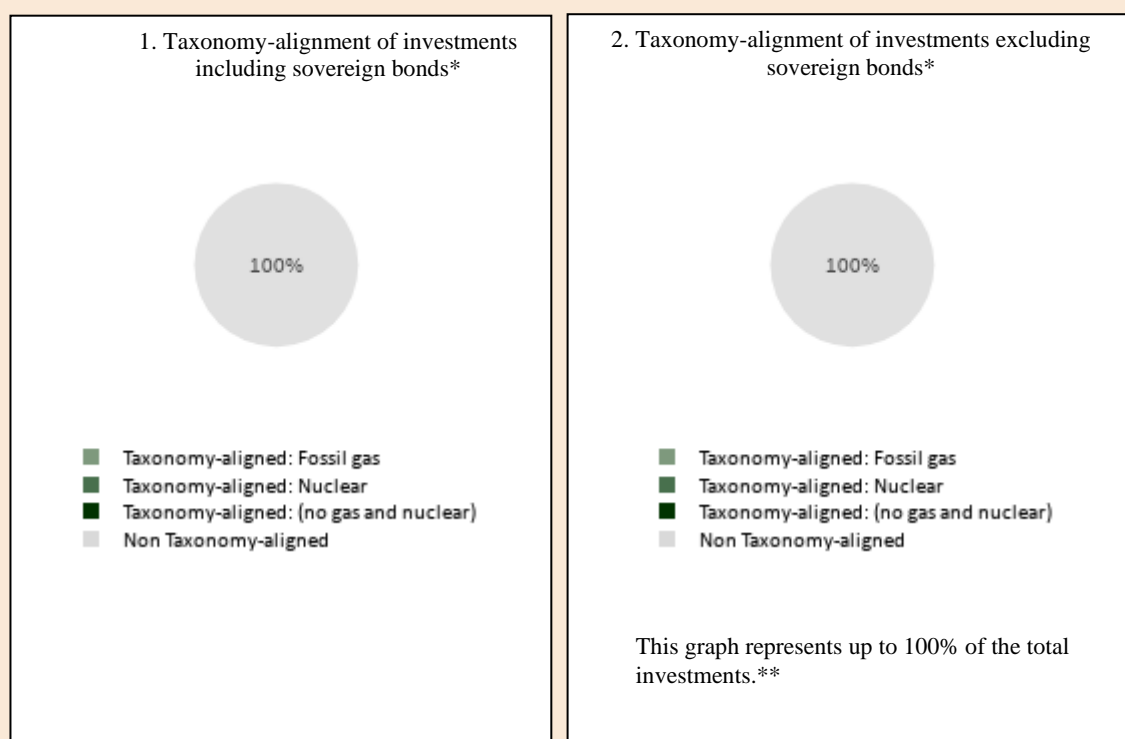 1. Taxonomy-alignment of investments
including sovereign bonds*
100%
Taxonomy-aligned: Fossil gas
Taxonomy-aligned: Nuclear
Taxonomy-aligned: (no gas and nuclear)
Non Taxonomy-aligned
2. Taxonomy-alignment of investments excluding
sovereign bonds*
100%
Taxonomy-aligned: Fossil gas
Taxonomy-aligned: Nuclear
Taxonomy-aligned: (no gas and nuclear)
Non Taxonomy-aligned
This graph represents up to 100% of the total
investments.**